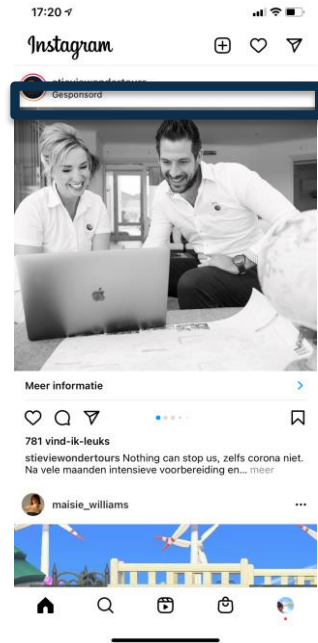 17:20
Instagram
stieviewondertours
Gesponsord
Meer informatie
781 vind-ik-leuks
stieviewondertours Nothing can stop us, zelfs corona niet.
Na vele maanden intensieve voorbereiding en... meer
maisie_williams